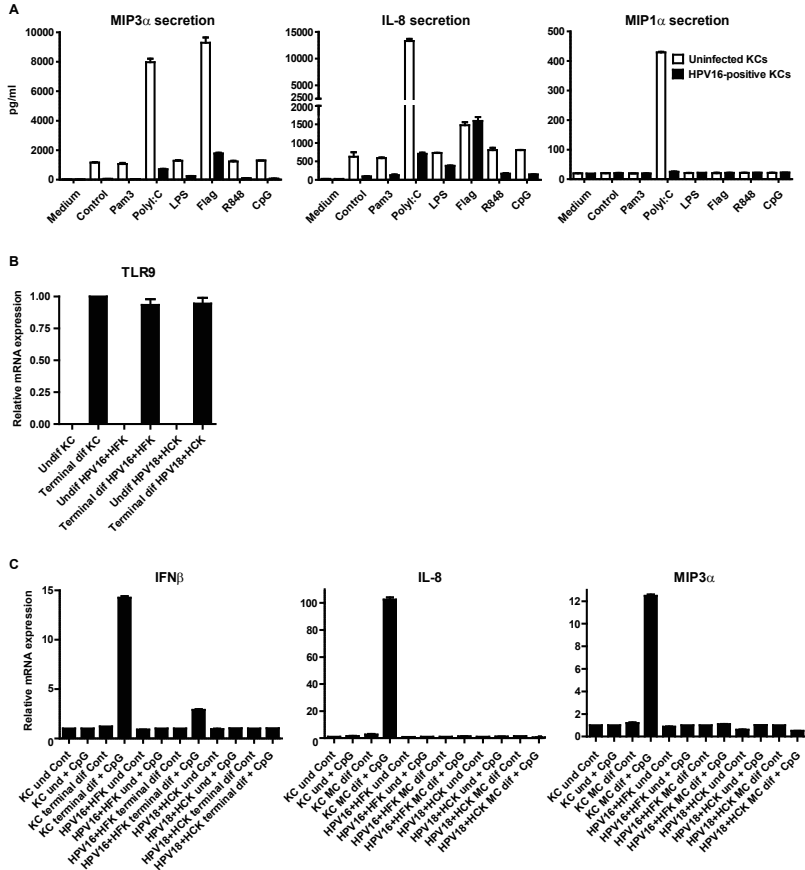 A
MIP3α secretion
IL-8 secretion
MIP1α secretion
pg/ml
10000
8000
6000
4000
2000
0
Medium
Control
Pam3
PolyI:C
LPS
Flag
R848
CpG
15000
12500
10000
7500
5000
2000
1500
1000
500
0
Medium
Control
Pam3
PolyI:C
LPS
Flag
R848
CpG
500
400
300
200
100
0
Medium
Control
Pam3
PolyI:C
LPS
Flag
R848
CpG
Uninfected KCs
HPV16-positive KCs
B
TLR9
Relative mRNA expression
1.00
0.75
0.50
0.25
0.00
Undif KC
Terminal dif KC
Undif HPV16+HFK
Terminal dif HPV16+HFK
Undif HPV18+HCK
Terminal dif HPV18+HCK
C
IFNβ
IL-8
MIP3α
Relative mRNA expression
15
10
5
0
KC und Cont
KC und + CpG
KC terminal dif Cont
KC terminal dif + CpG
HPV16+HFK und Cont
HPV16+HFK und + CpG
HPV16+HFK terminal dif Cont
HPV16+HFK terminal dif + CpG
HPV18+HCK und Cont
HPV18+HCK und + CpG
HPV18+HCK terminal dif Cont
HPV18+HCK terminal dif + CpG
100
80
60
40
20
0
KC und Cont
KC und + CpG
KC MC dif Cont
KC MC dif + CpG
HPV16+HFK und Cont
HPV16+HFK und + CpG
HPV16+HFK MC dif Cont
HPV16+HFK MC dif + CpG
HPV18+HCK und Cont
HPV18+HCK und + CpG
HPV18+HCK MC dif Cont
HPV18+HCK MC dif + CpG
12
10
8
6
4
2
0
KC und Cont
KC und + CpG
KC MC dif Cont
KC MC dif + CpG
HPV16+HFK und Cont
HPV16+HFK und + CpG
HPV16+HFK MC dif Cont
HPV16+HFK MC dif + CpG
HPV18+HCK und Cont
HPV18+HCK und + CpG
HPV18+HCK MC dif Cont
HPV18+HCK MC dif + CpG